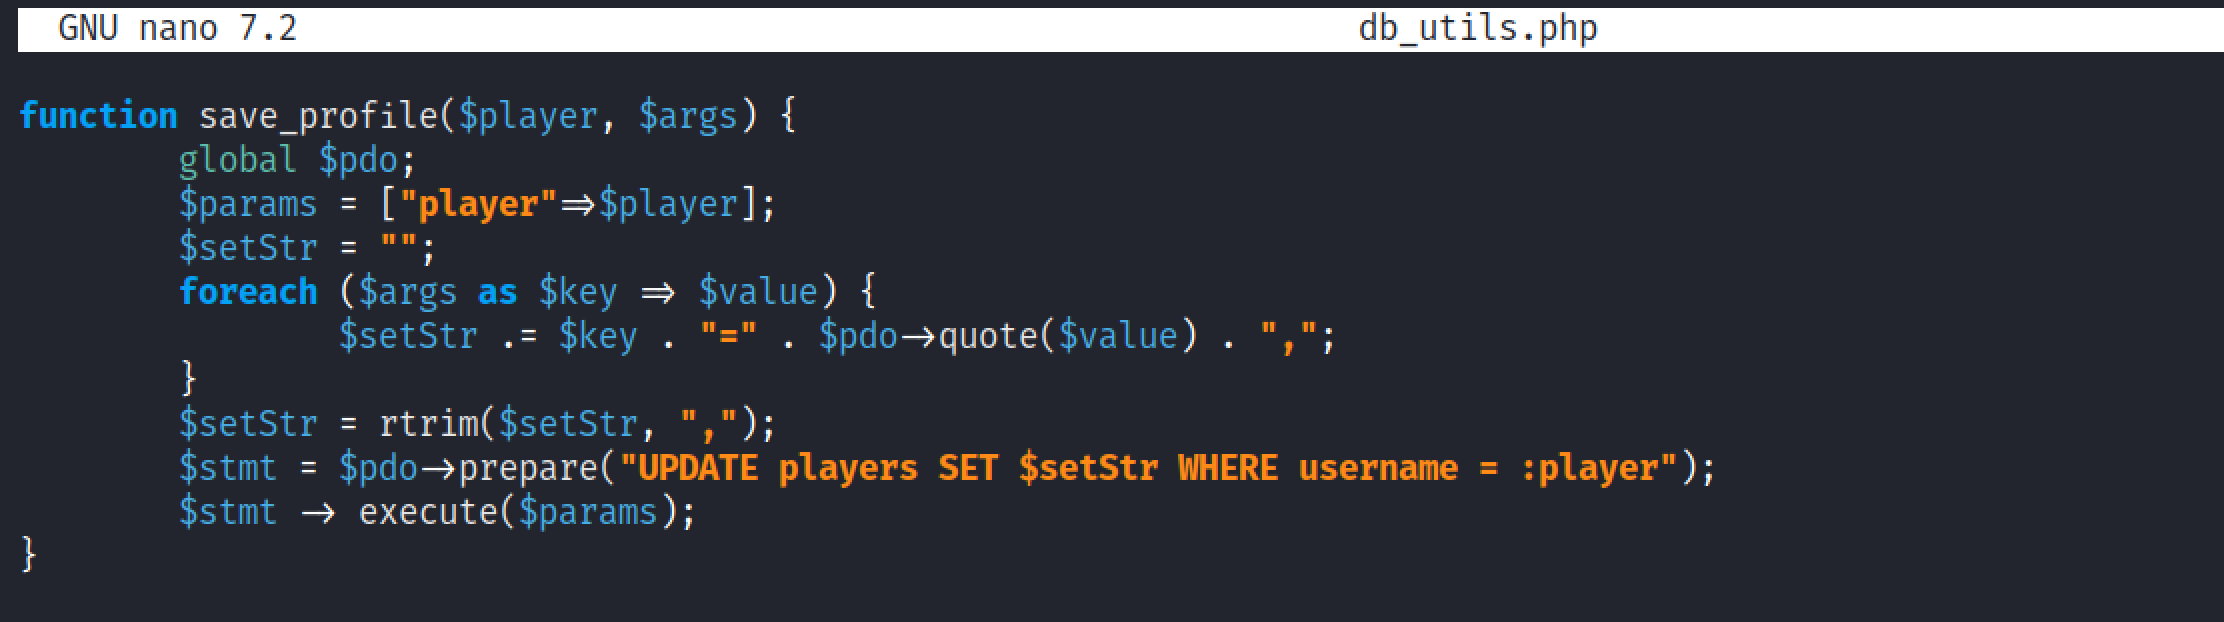 GNU nano 7.2 db_utils.php
function save_profile($player, $args) {
        global $pdo;
        $params = ["player"=>$player];
        $setStr = "";
        foreach ($args as $key => $value) {
                $setStr .= $key . "=" . $pdo->quote($value) . ",";
        }
        $setStr = rtrim($setStr, ",");
        $stmt = $pdo->prepare("UPDATE players SET $setStr WHERE username = :player");
        $stmt -> execute($params);
}